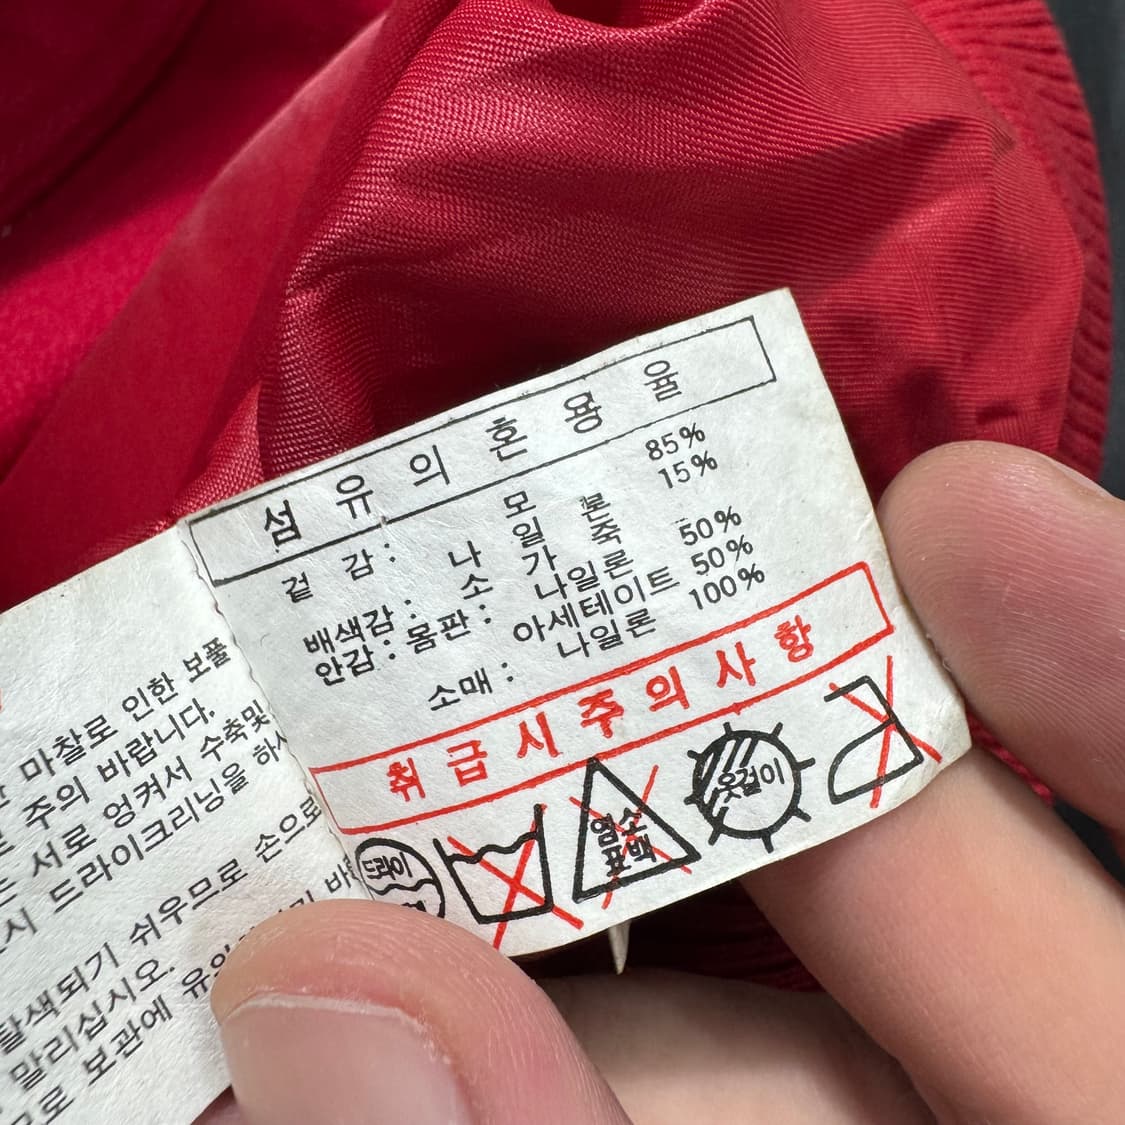 마찰로 인한 보풀
주의 바랍니다.
서로 엉켜서 수축및
시 드라이크리닝을 하시
탈색되기 쉬우므로 손으로
말리십시오.
므로 보관에
섬유의혼용율
겉 감 : 모 85%
나 일 론 15%
배색감 : 소 가 죽
안감 : 몸판 : 나일론 50%
아세테이트 50%
소매 : 나일론 100%
취급시주의사항
드라이
염소
표백
옷걸이